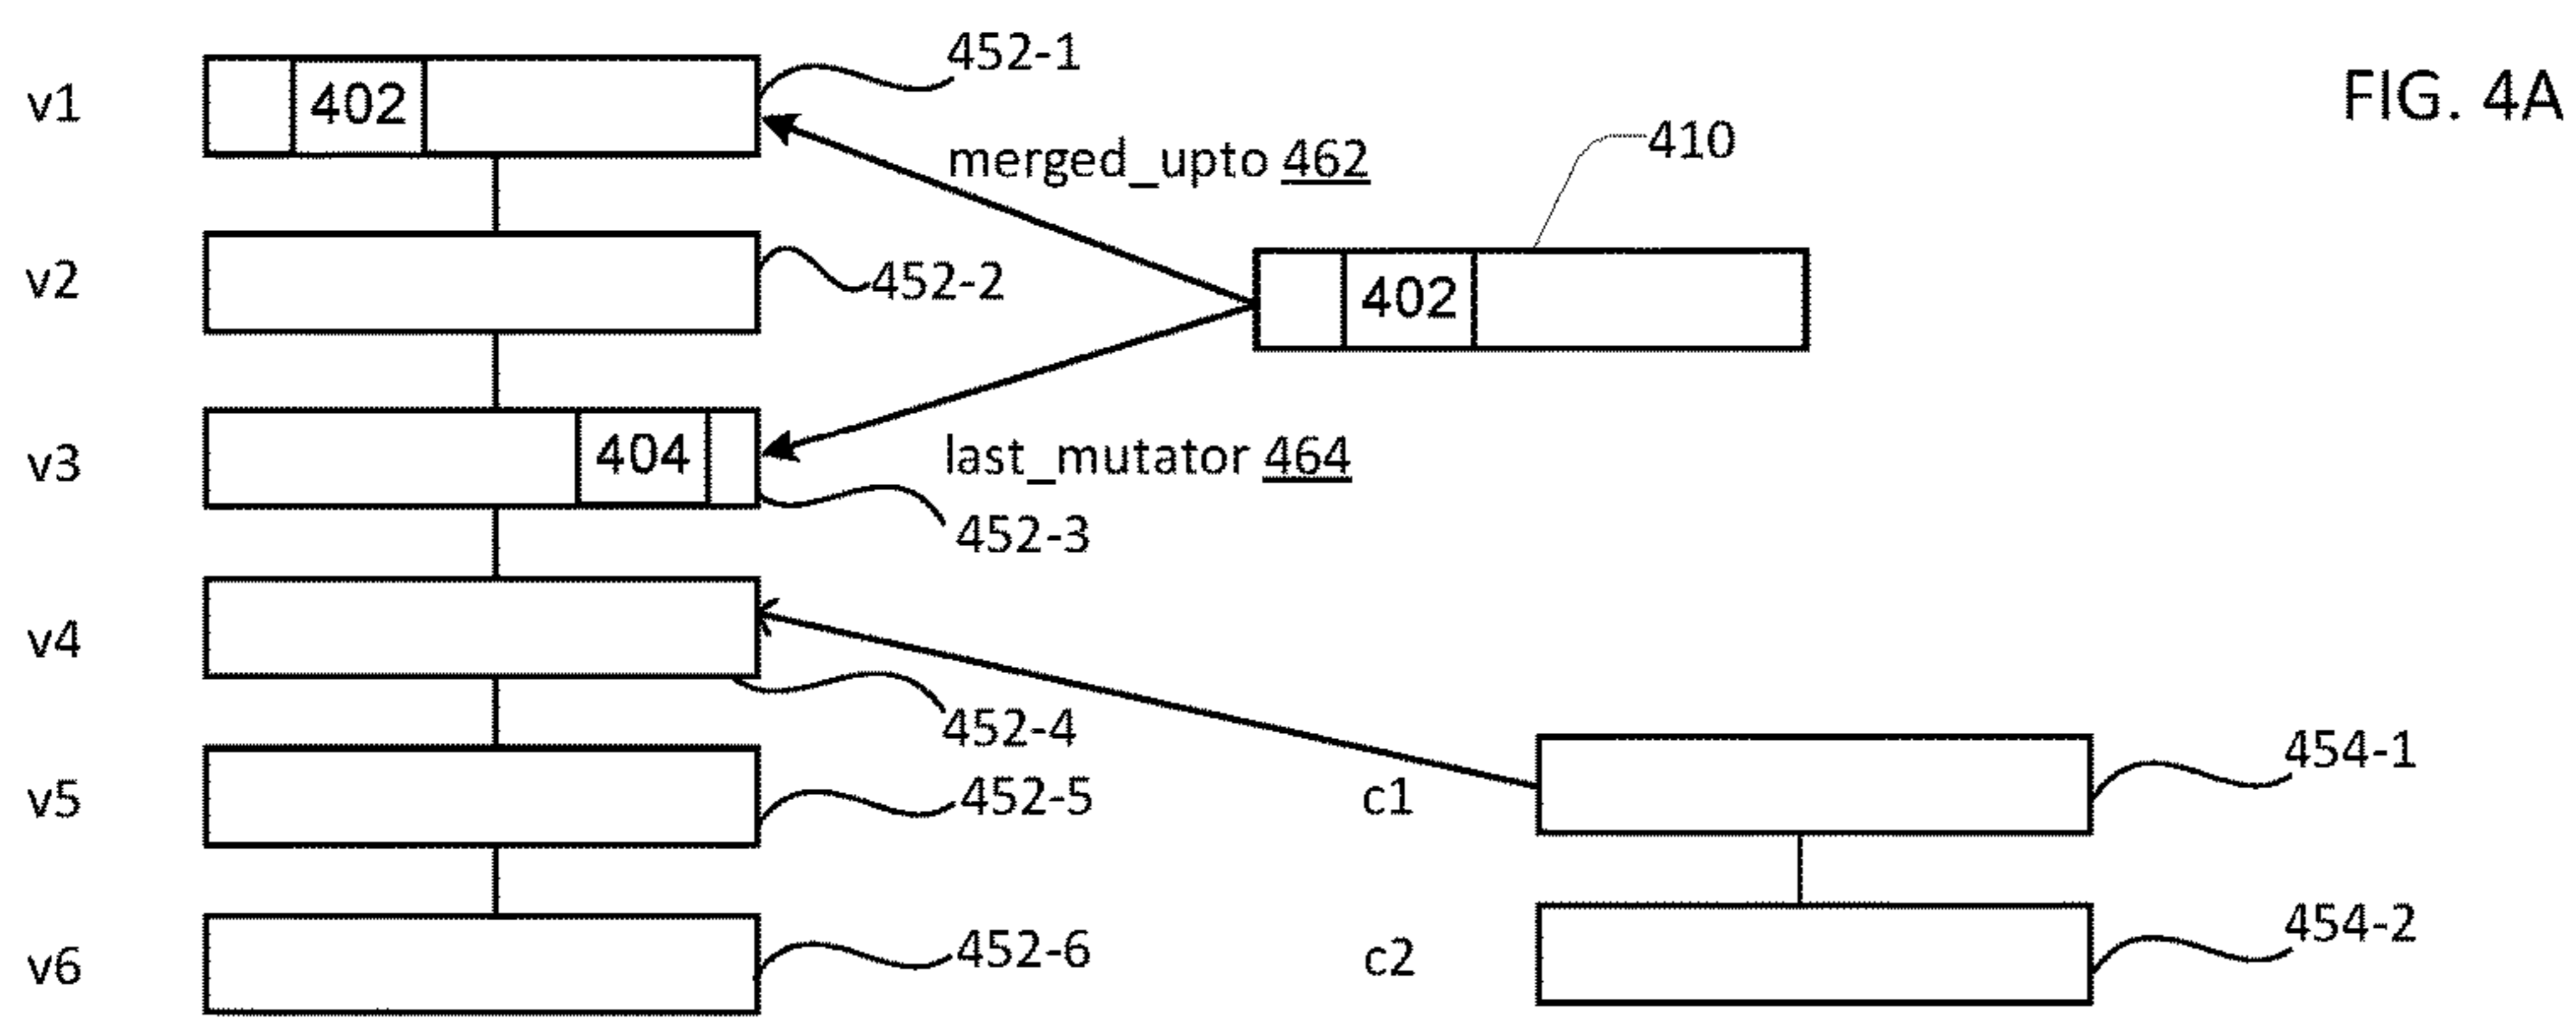 452-1
v1
402
FIG. 4A
merged_upto 462
410
v2
452-2
402
v3
404
last_mutator 464
452-3
v4
452-4
454-1
v5
452-5
c1
454-2
v6
452-6
c2